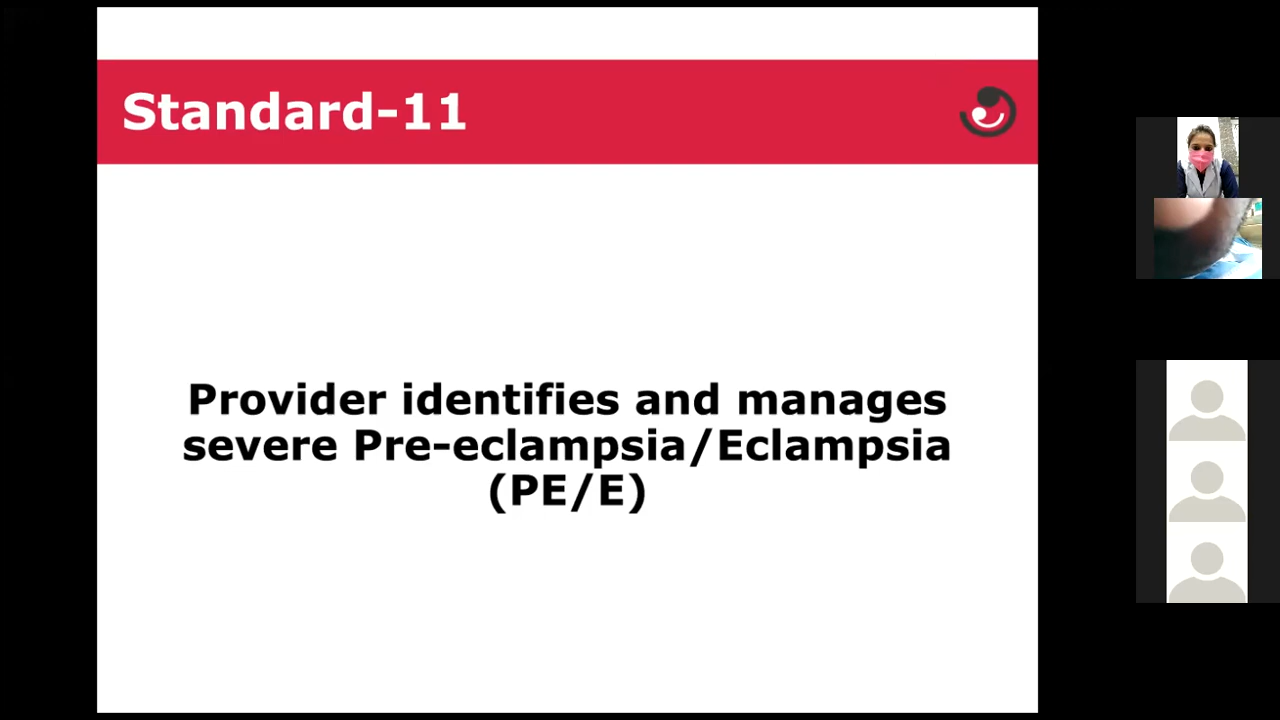 Standard-11
Provider identifies and manages
severe Pre-eclampsia/Eclampsia
(PE/E)